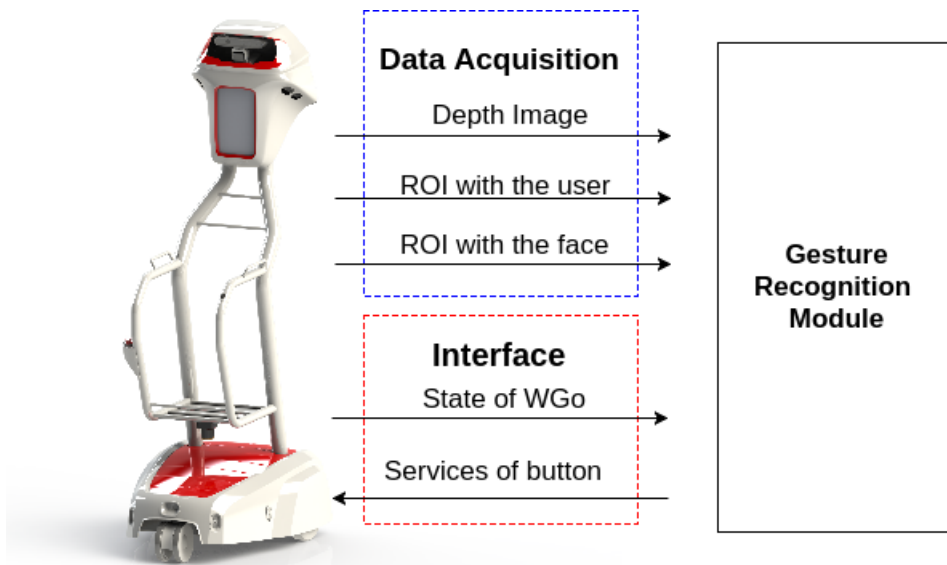 Data Acquisition
Depth Image
ROI with the user
ROI with the face
Interface
State of WGo
Services of button
Gesture
Recognition
Module